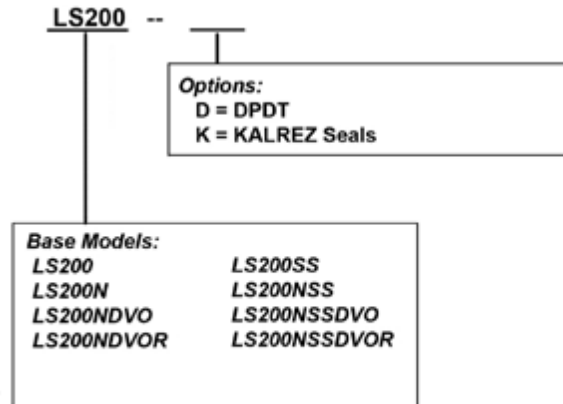 LS200 --
Options:
D = DPDT
K = KALREZ Seals
Base Models:
LS200 LS200SS
LS200N LS200NSS
LS200NDVO LS200NSSDVO
LS200NDVOR LS200NSSDVOR